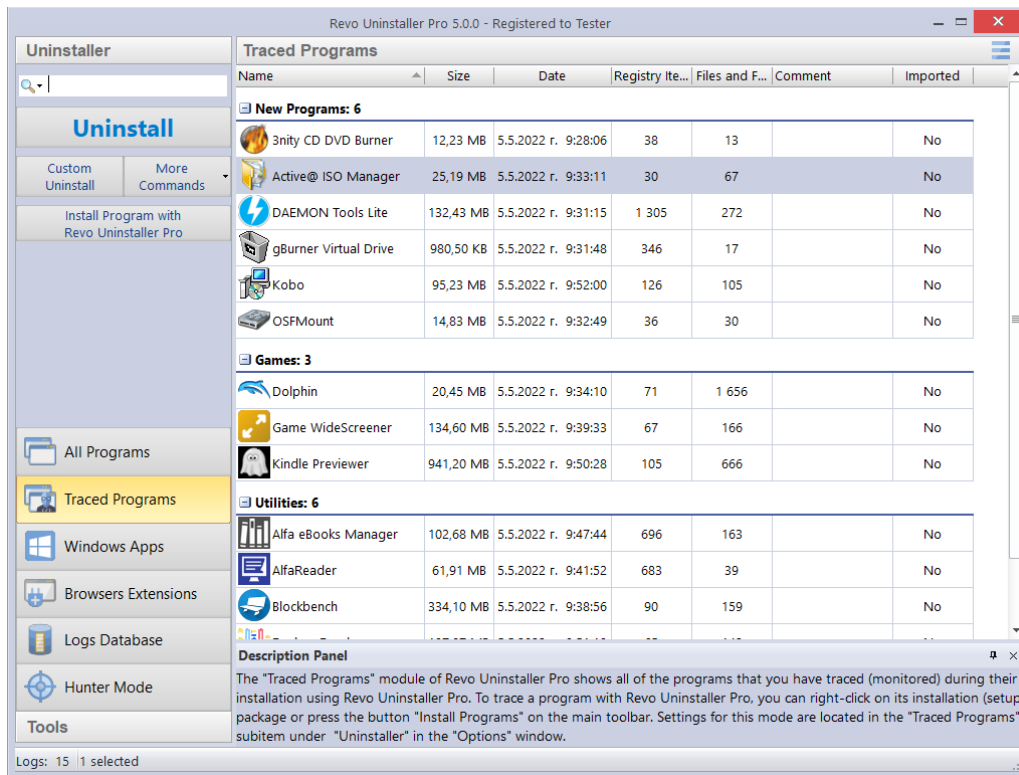 Revo Uninstaller Pro 5.0.0 - Registered to Tester
Uninstaller
Uninstall
Custom Uninstall
More Commands
Install Program with
Revo Uninstaller Pro
All Programs
Traced Programs
Windows Apps
Browsers Extensions
Logs Database
Hunter Mode
Tools
Traced Programs
Name Size Date Registry Ite... Files and F... Comment Imported
New Programs: 6
3nity CD DVD Burner 12,23 MB 5.5.2022 г. 9:28:06 38 13 No
Active@ ISO Manager 25,19 MB 5.5.2022 г. 9:33:11 30 67 No
DAEMON Tools Lite 132,43 MB 5.5.2022 г. 9:31:15 1 305 272 No
gBurner Virtual Drive 980,50 KB 5.5.2022 г. 9:31:48 346 17 No
Kobo 95,23 MB 5.5.2022 г. 9:52:00 126 105 No
OSFMount 14,83 MB 5.5.2022 г. 9:32:49 36 30 No
Games: 3
Dolphin 20,45 MB 5.5.2022 г. 9:34:10 71 1 656 No
Game WideScreener 134,60 MB 5.5.2022 г. 9:39:33 67 166 No
Kindle Previewer 941,20 MB 5.5.2022 г. 9:50:28 105 666 No
Utilities: 6
Alfa eBooks Manager 102,68 MB 5.5.2022 г. 9:47:44 696 163 No
AlfaReader 61,91 MB 5.5.2022 г. 9:41:52 683 39 No
Blockbench 334,10 MB 5.5.2022 г. 9:38:56 90 159 No
Description Panel
The "Traced Programs" module of Revo Uninstaller Pro shows all of the programs that you have traced (monitored) during their
installation using Revo Uninstaller Pro. To trace a program with Revo Uninstaller Pro, you can right-click on its installation (setup
package or press the button "Install Programs" on the main toolbar. Settings for this mode are located in the "Traced Programs"
subitem under "Uninstaller" in the "Options" window.
Logs: 15 1 selected